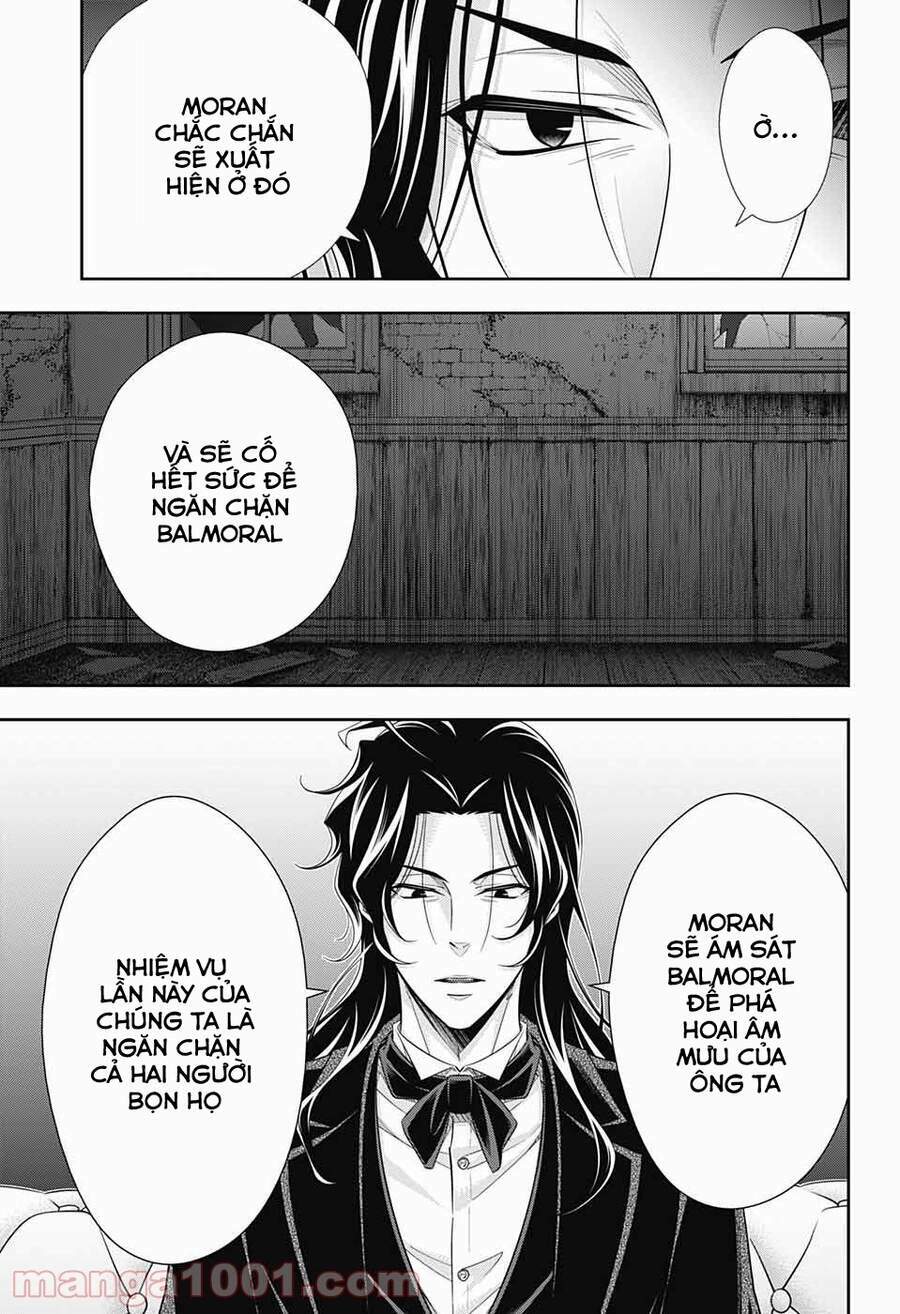 Ờ...
MORAN
CHẮC CHẮN
SẼ XUẤT
HIỆN Ở ĐÓ
VÀ SẼ CỐ
HẾT SỨC ĐỂ
NGĂN CHẶN
BALMORAL
MORAN
SẼ ÁM SÁT
BALMORAL
ĐỂ PHÁ
HOẠI ÂM
MƯU CỦA
ÔNG TA
NHIỆM VỤ
LẦN NÀY CỦA
CHÚNG TA LÀ
NGĂN CHẶN
CẢ HAI NGƯỜI
BỌN HỌ
manga1001.com